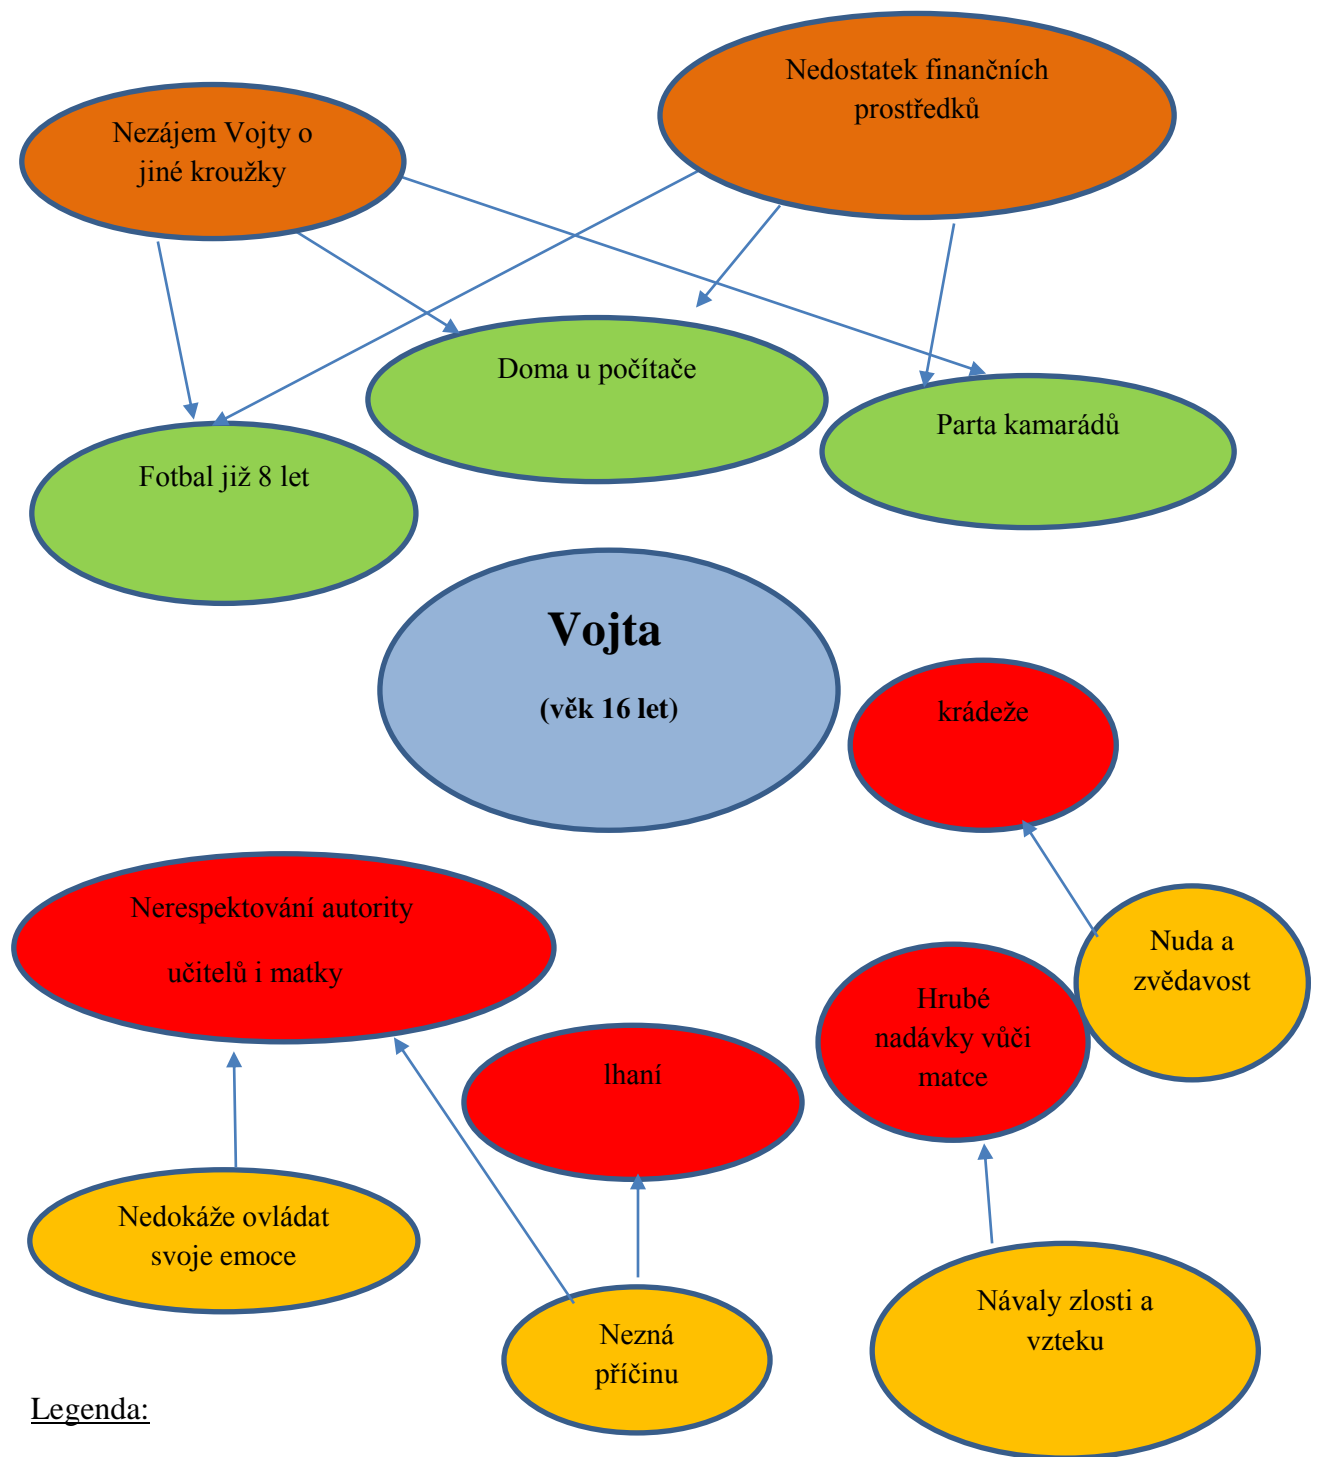 Nedostatek finančních
prostředků
Nezájem Vojty o
jiné kroužky
Doma u počítače
Parta kamarádů
Fotbal již 8 let
Vojta
(věk 16 let)
krádeže
Nerespektování autority
učitelů i matky
Nuda a
zvědavost
Hrubé
nadávky vůči
matce
lhaní
Nedokáže ovládat
svoje emoce
Návaly zlosti a
vzteku
Nezná
příčinu
Legenda: